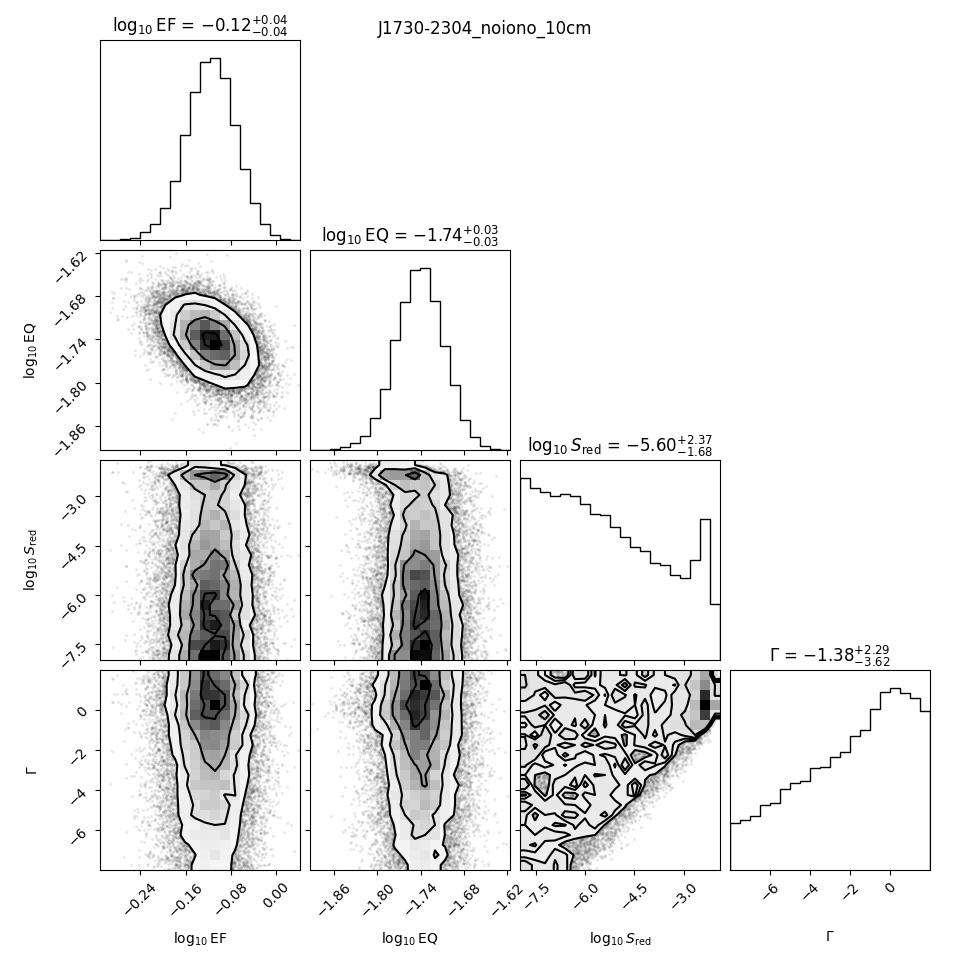 J1730-2304_noiono_10cm
log₁₀ EF = −0.12 +0.04 −0.04
log₁₀ EQ = −1.74 +0.03 −0.03
−1.62
−1.68
−1.74
−1.80
−1.86
log₁₀ EQ
log₁₀ S_red = −5.60 +2.37 −1.68
−3.0
−4.5
−6.0
−7.5
log₁₀ S_red
Γ = −1.38 +2.29 −3.62
0
−2
−4
−6
Γ
−0.24
−0.16
−0.08
0.00
log₁₀ EF
−1.86
−1.80
−1.74
−1.68
−1.62
log₁₀ EQ
−7.5
−6.0
−4.5
−3.0
log₁₀ S_red
−6
−4
−2
0
Γ